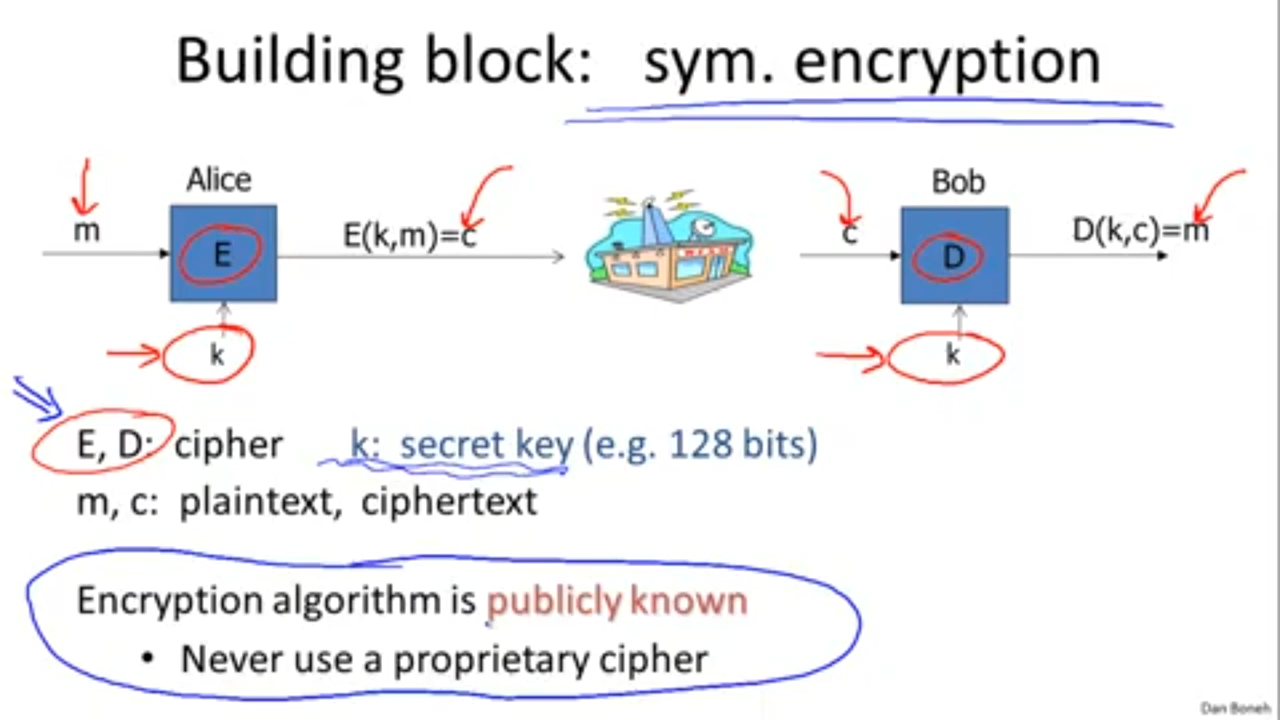 Building block: sym. encryption
Alice
Bob
m
E
E(k,m)=c
c
D
D(k,c)=m
k
k
E, D: cipher k: secret key (e.g. 128 bits)
m, c: plaintext, ciphertext
Encryption algorithm is publicly known
• Never use a proprietary cipher
Dan Boneh